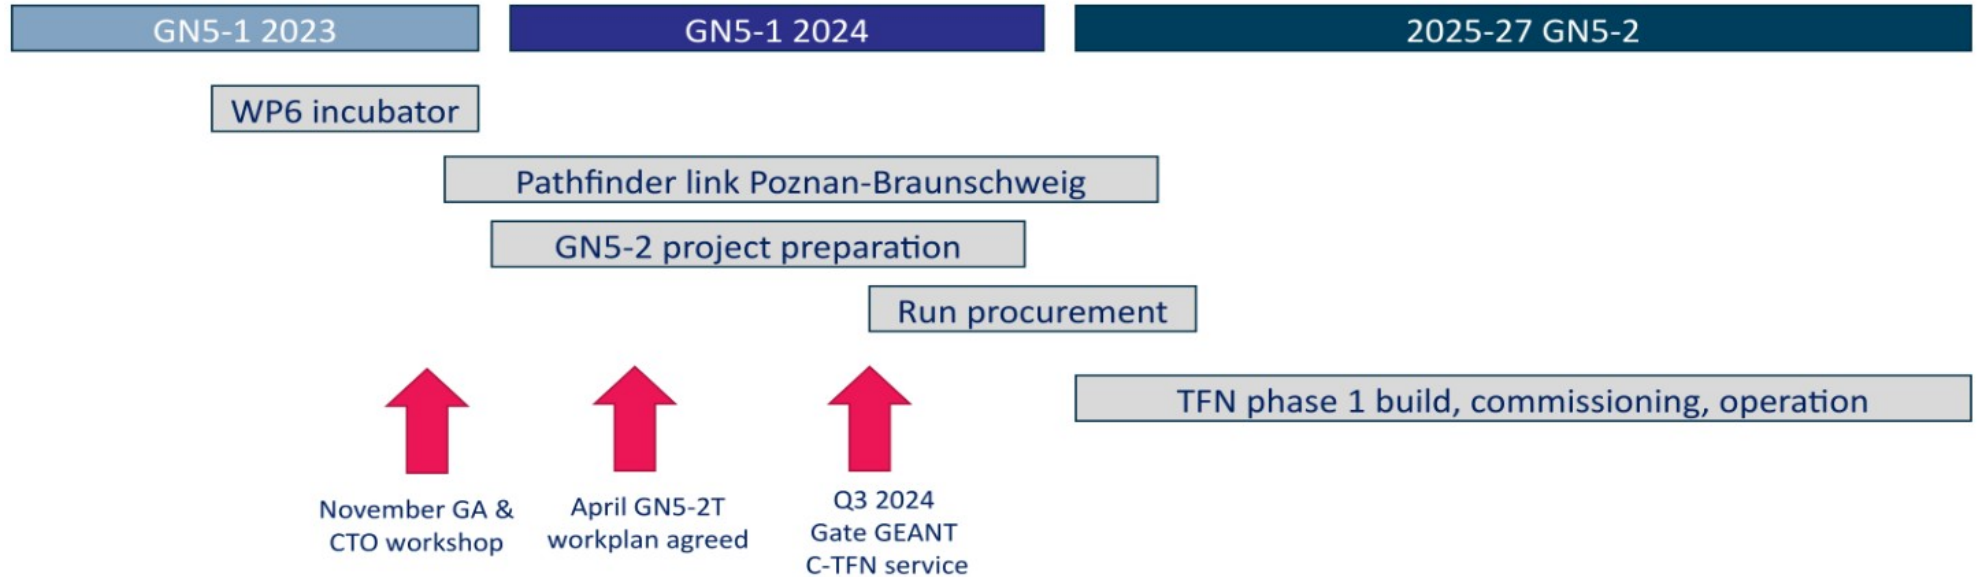 GN5-1 2023
GN5-1 2024
2025-27 GN5-2
WP6 incubator
Pathfinder link Poznan-Braunschweig
GN5-2 project preparation
Run procurement
TFN phase 1 build, commissioning, operation
November GA &
CTO workshop
April GN5-2T
workplan agreed
Q3 2024
Gate GEANT
C-TFN service